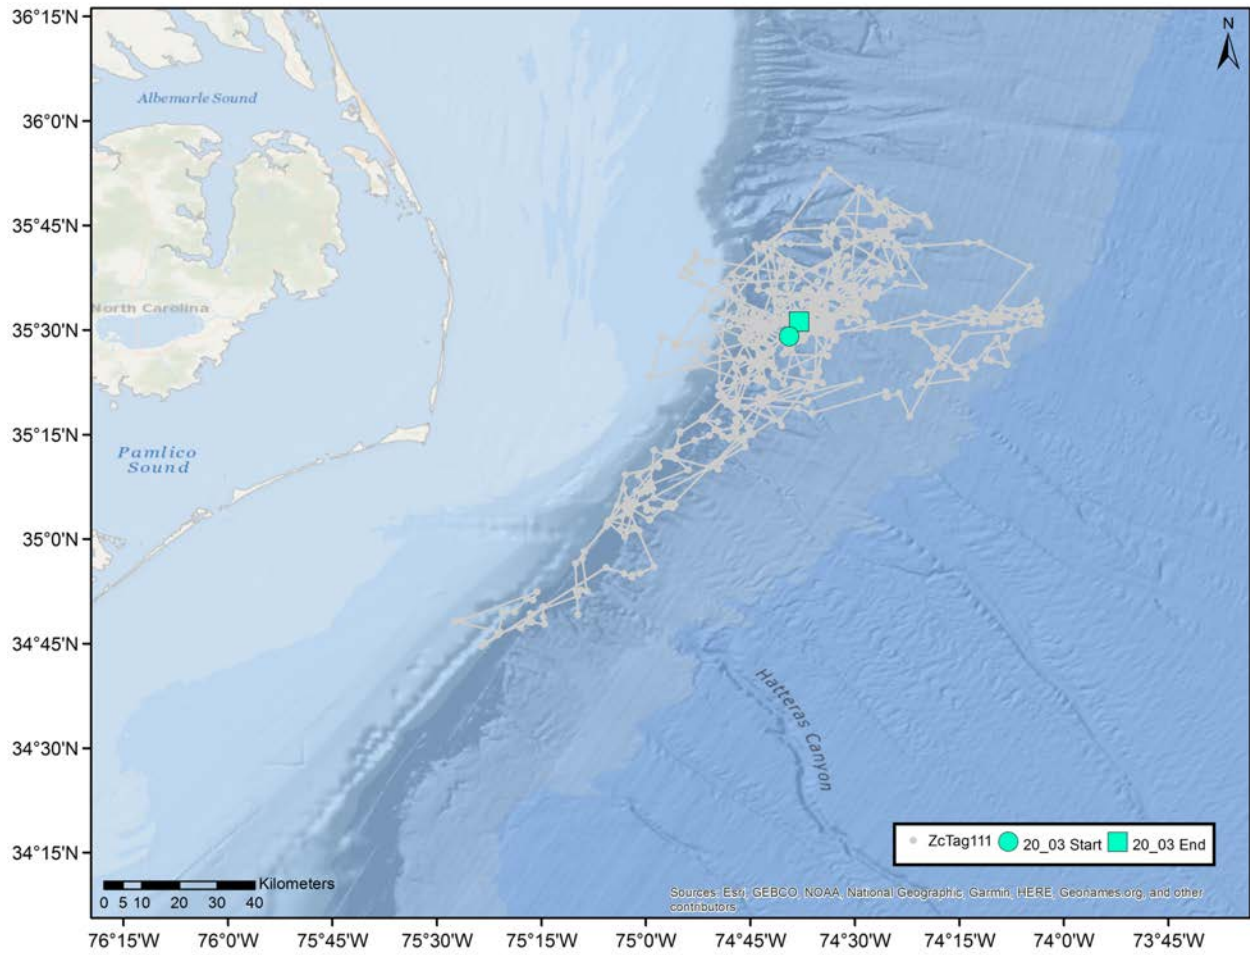 36°15'N
36°0'N
35°45'N
35°30'N
35°15'N
35°0'N
34°45'N
34°30'N
34°15'N
N
Albemarle Sound
North Carolina
Pamlico
Sound
Hatteras Canyon
ZcTag111 20_03 Start 20_03 End
Kilometers
0 5 10 20 30 40
Sources: Esri, GEBCO, NOAA, National Geographic, Garmin, HERE, Geonames.org, and other
contributors
76°15'W 76°0'W 75°45'W 75°30'W 75°15'W 75°0'W 74°45'W 74°30'W 74°15'W 74°0'W 73°45'W